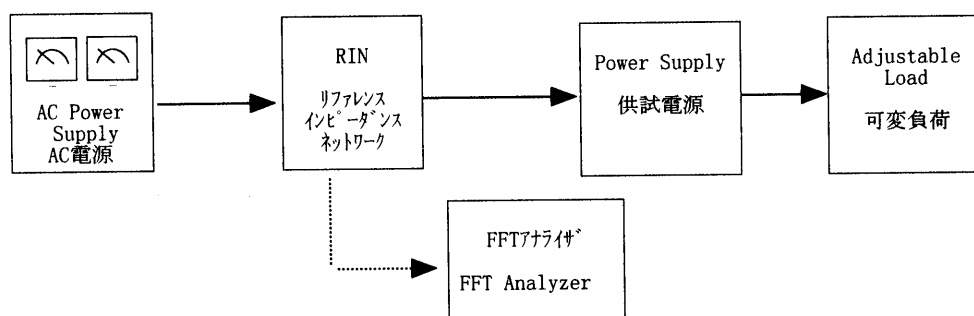 AC Power
Supply
AC電源
RIN
リファレンス
インピーダンス
ネットワーク
Power Supply
供試電源
Adjustable
Load
可変負荷
FFTアナライザ
FFT Analyzer